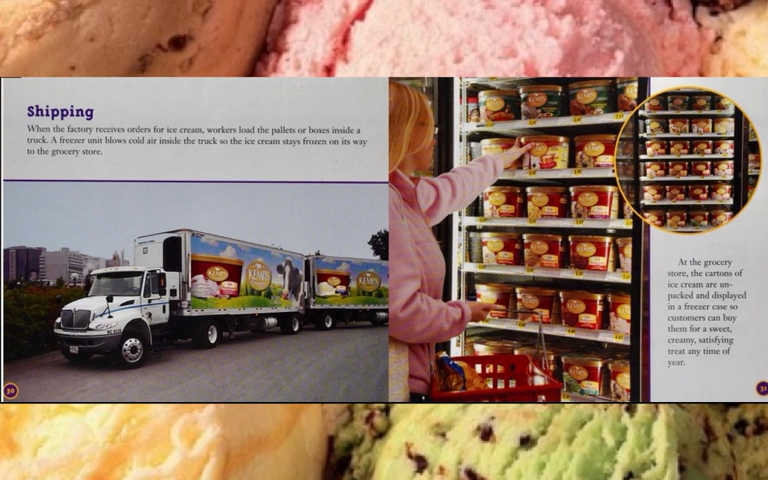 Shipping
When the factory receives orders for ice cream, workers load the pallets or boxes inside a
truck. A freezer unit blows cold air inside the truck so the ice cream stays frozen on its way
to the grocery store.
KEMPS
KEMPS
30
At the grocery
store, the cartons of
ice cream are un-
packed and displayed
in a freezer case so
customers can buy
them for a sweet,
creamy, satisfying
treat any time of
year.
31